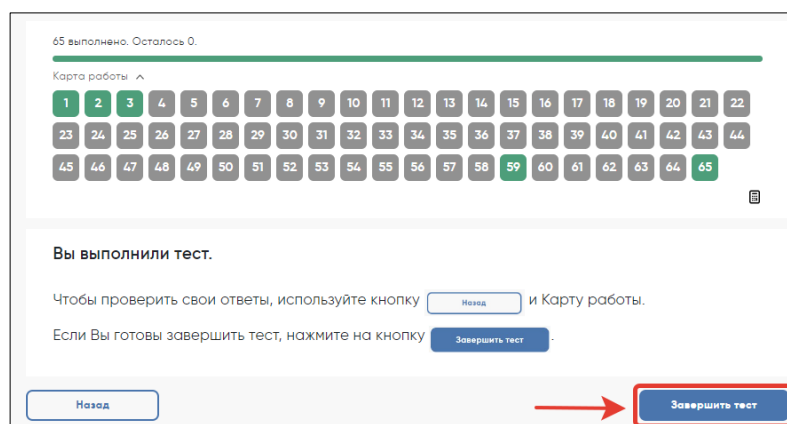 65 выполнено. Осталось 0.
Карта работы
1 2 3 4 5 6 7 8 9 10 11 12 13 14 15 16 17 18 19 20 21 22
23 24 25 26 27 28 29 30 31 32 33 34 35 36 37 38 39 40 41 42 43 44
45 46 47 48 49 50 51 52 53 54 55 56 57 58 59 60 61 62 63 64 65
Вы выполнили тест.
Чтобы проверить свои ответы, используйте кнопку Назад и Карту работы.
Если Вы готовы завершить тест, нажмите на кнопку Завершить тест .
Назад Завершить тест